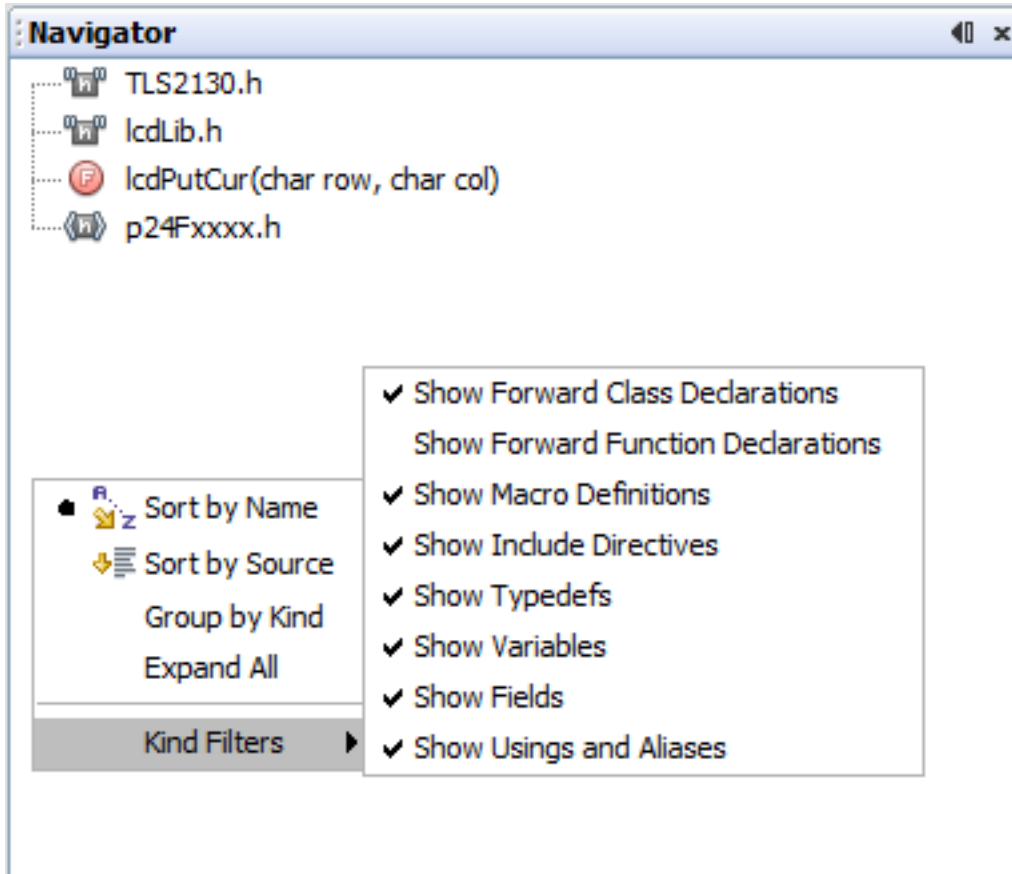 Navigator
TLS2130.h
lcdLib.h
lcdPutCur(char row, char col)
p24Fxxxx.h
Sort by Name
Sort by Source
Group by Kind
Expand All
Kind Filters
Show Forward Class Declarations
Show Forward Function Declarations
Show Macro Definitions
Show Include Directives
Show Typedefs
Show Variables
Show Fields
Show Usings and Aliases